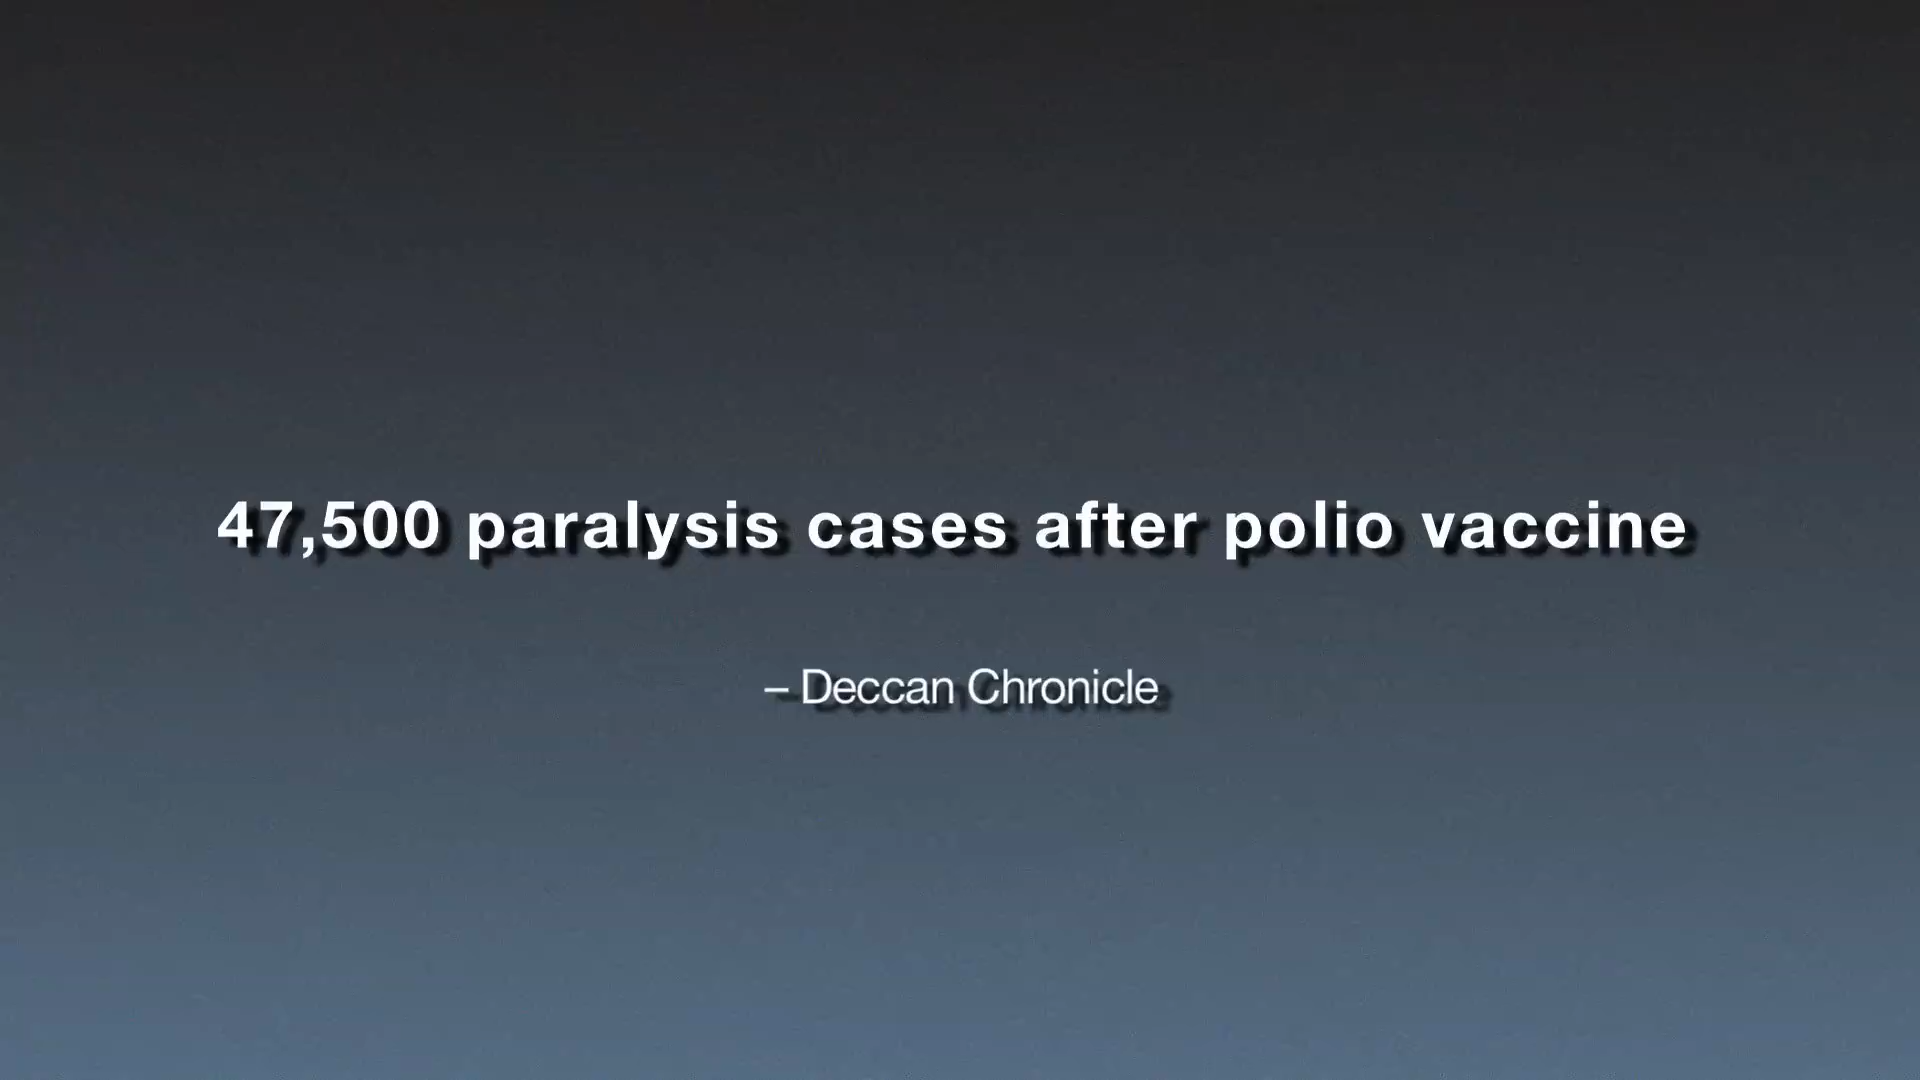 47,500 paralysis cases after polio vaccine
– Deccan Chronicle